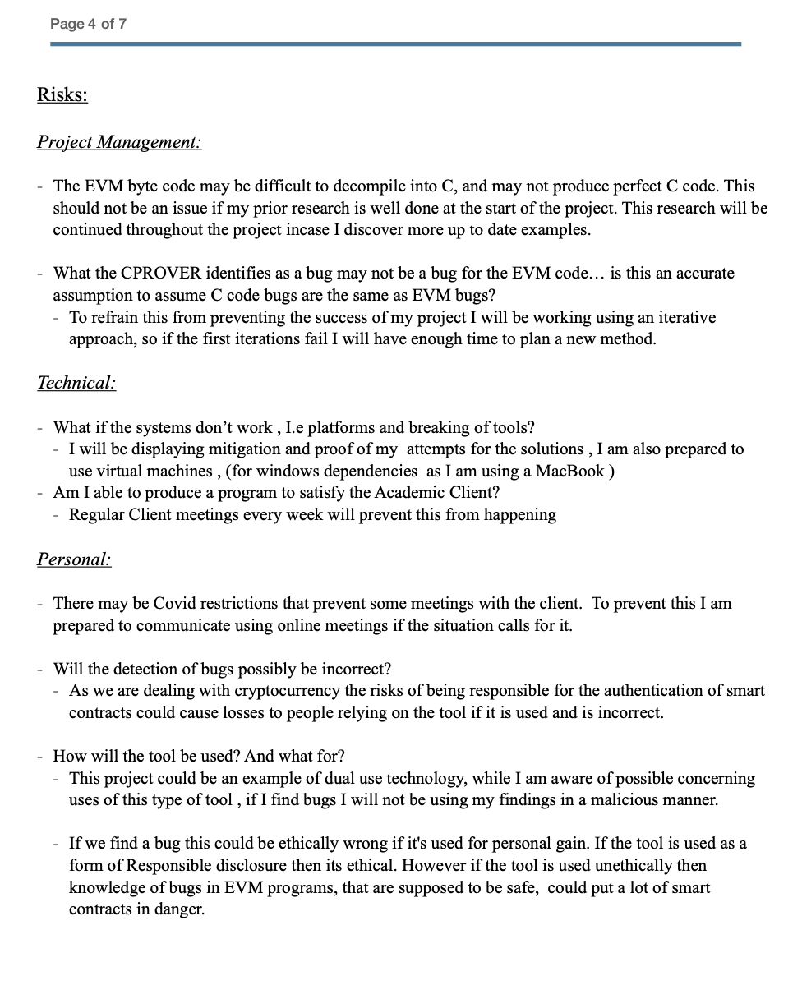 Page 4 of 7
Risks:
Project Management:
- The EVM byte code may be difficult to decompile into C, and may not produce perfect C code. This
should not be an issue if my prior research is well done at the start of the project. This research will be
continued throughout the project incase I discover more up to date examples.
- What the CPROVER identifies as a bug may not be a bug for the EVM code… is this an accurate
assumption to assume C code bugs are the same as EVM bugs?
- To refrain this from preventing the success of my project I will be working using an iterative
approach, so if the first iterations fail I will have enough time to plan a new method.
Technical:
- What if the systems don’t work , I.e platforms and breaking of tools?
- I will be displaying mitigation and proof of my  attempts for the solutions , I am also prepared to
use virtual machines , (for windows dependencies  as I am using a MacBook )
- Am I able to produce a program to satisfy the Academic Client?
- Regular Client meetings every week will prevent this from happening
Personal:
- There may be Covid restrictions that prevent some meetings with the client.  To prevent this I am
prepared to communicate using online meetings if the situation calls for it.
- Will the detection of bugs possibly be incorrect?
- As we are dealing with cryptocurrency the risks of being responsible for the authentication of smart
contracts could cause losses to people relying on the tool if it is used and is incorrect.
- How will the tool be used? And what for?
- This project could be an example of dual use technology, while I am aware of possible concerning
uses of this type of tool , if I find bugs I will not be using my findings in a malicious manner.
- If we find a bug this could be ethically wrong if it's used for personal gain. If the tool is used as a
form of Responsible disclosure then its ethical. However if the tool is used unethically then
knowledge of bugs in EVM programs, that are supposed to be safe,  could put a lot of smart
contracts in danger.